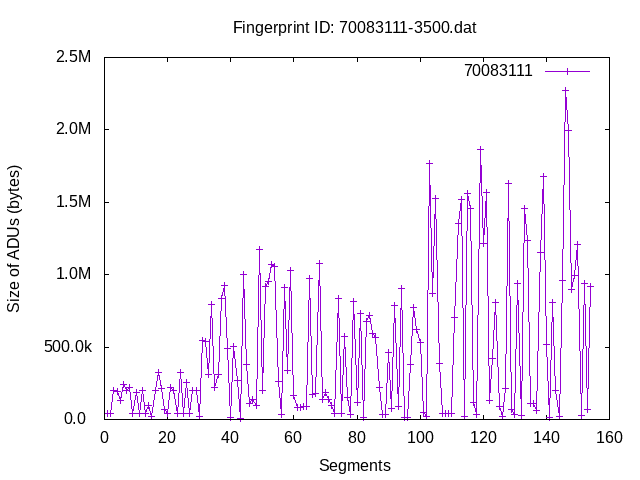 Fingerprint ID: 70083111-3500.dat
70083111
2.5M
2.0M
1.5M
1.0M
500.0k
0.0
Size of ADUs (bytes)
0 20 40 60 80 100 120 140 160
Segments